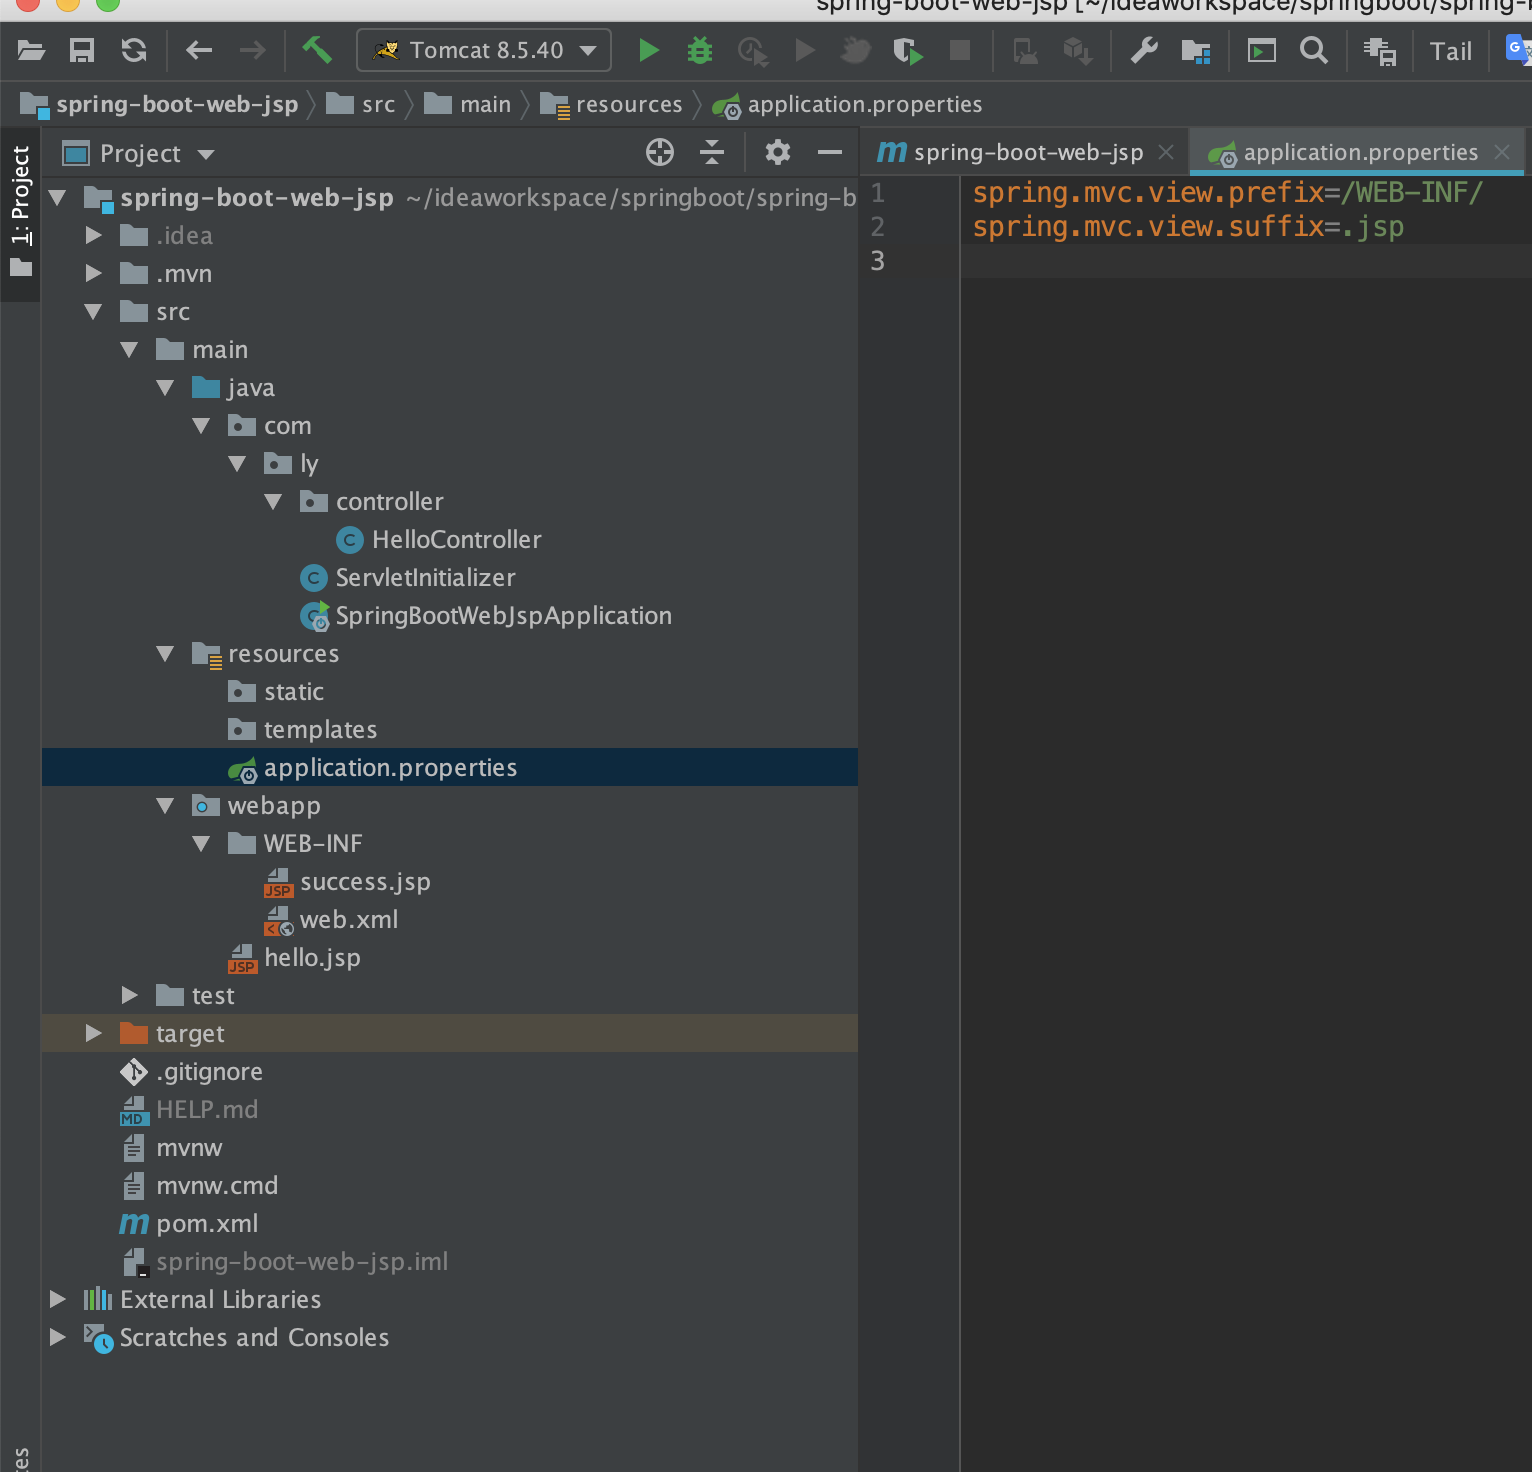 spring-boot-web-jsp [~/ideaworkspace/springboot/spring-b
Tomcat 8.5.40
Tail
G
spring-boot-web-jsp src main resources application.properties
1: Project
Project
spring-boot-web-jsp ~/ideaworkspace/springboot/spring-b
.idea
.mvn
src
main
java
com
ly
controller
C HelloController
C ServletInitializer
SpringBootWebJspApplication
resources
static
templates
application.properties
webapp
WEB-INF
JSP success.jsp
web.xml
JSP hello.jsp
test
target
.gitignore
MD HELP.md
mvnw
mvnw.cmd
m pom.xml
spring-boot-web-jsp.iml
External Libraries
Scratches and Consoles
es
m spring-boot-web-jsp application.properties
1 spring.mvc.view.prefix=/WEB-INF/
2 spring.mvc.view.suffix=.jsp
3